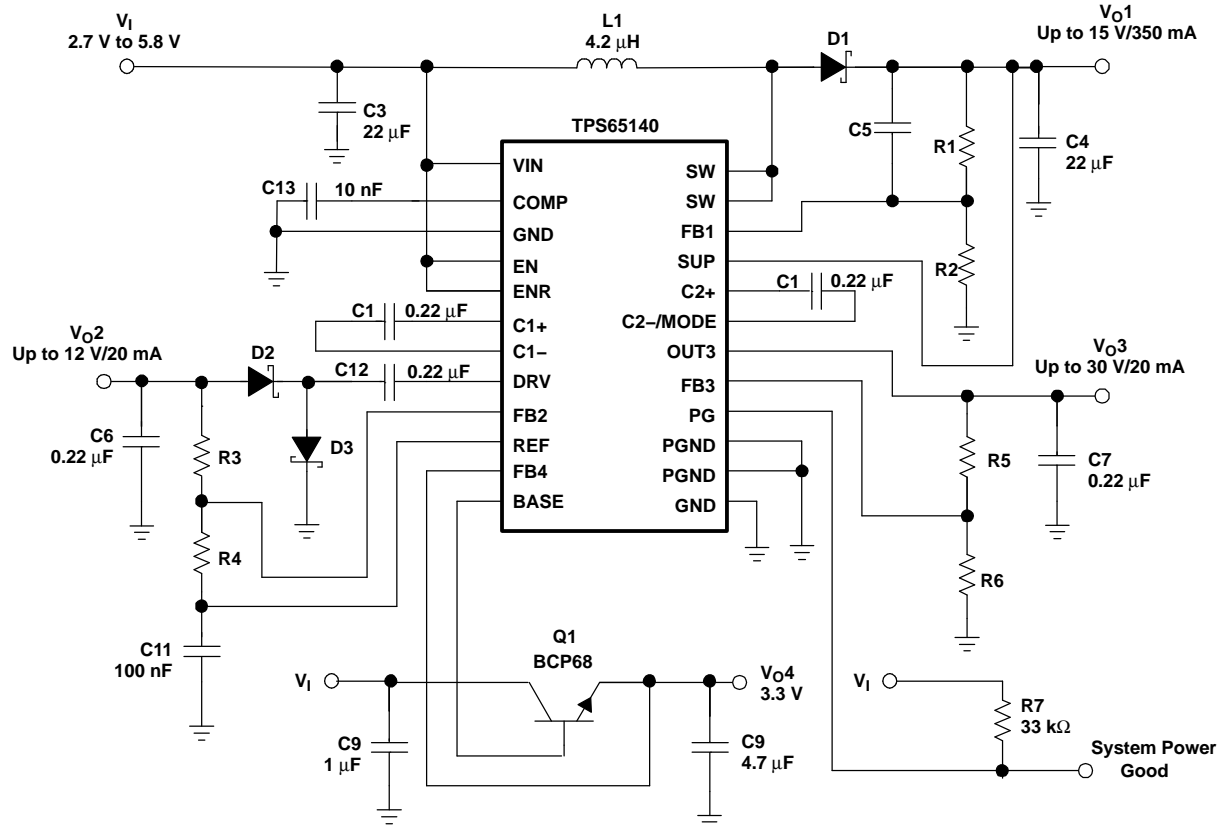 VI
2.7 V to 5.8 V
L1
4.2 μH
D1
VO1
Up to 15 V/350 mA
C3
22 μF
TPS65140
C5
R1
C4
22 μF
C13
10 nF
VIN
COMP
GND
EN
ENR
C1+
C1–
DRV
FB2
REF
FB4
BASE
SW
SW
FB1
SUP
C2+
C2–/MODE
OUT3
FB3
PG
PGND
PGND
GND
R2
C1
0.22 μF
C1
0.22 μF
VO2
Up to 12 V/20 mA
D2
C12
0.22 μF
VO3
Up to 30 V/20 mA
C6
0.22 μF
R3
D3
R5
C7
0.22 μF
R4
R6
C11
100 nF
Q1
BCP68
VI
VO4
3.3 V
VI
C9
1 μF
C9
4.7 μF
R7
33 kΩ
System Power
Good